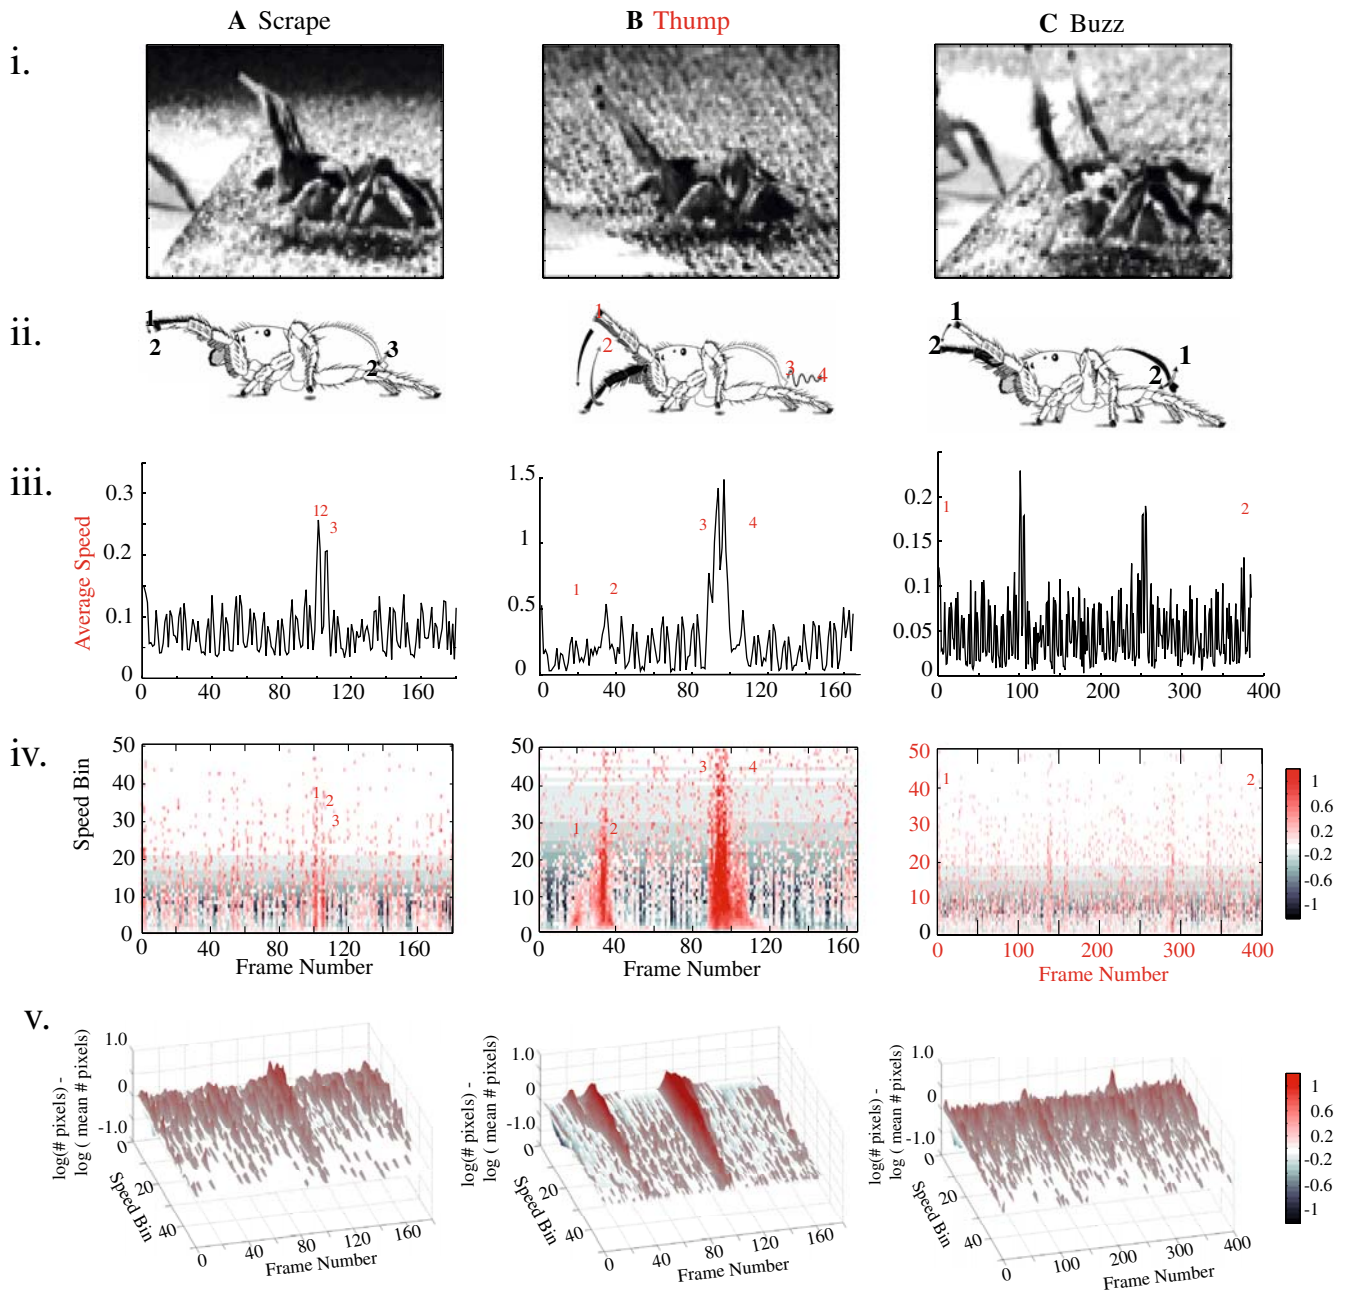 A Scrape
B Thump
C Buzz
i.
ii.
1
2
3
2
1
2
3
4
1
2
1
2
iii.
Average Speed
0.3
0.2
0.1
0
12
3
0 40 80 120 160
1.5
1
0.5
0
1
2
3
4
0 40 80 120 160
0.2
0.15
0.1
0.05
0
1
2
0 100 200 300 400
iv.
Speed Bin
50
40
30
20
10
0
1
2
3
0 40 80 120 160
Frame Number
50
40
30
20
10
0
1
2
3
4
0 40 80 120 160
Frame Number
50
40
30
20
10
0
1
2
0 100 200 300 400
Frame Number
1
0.6
0.2
-0.2
-0.6
-1
v.
log(# pixels) -
log ( mean # pixels)
1.0
0
-1.0
0
20
40
Speed Bin
0 40 80 120 160
Frame Number
log(# pixels) -
log ( mean # pixels)
1.0
0
-1.0
0
20
40
Speed Bin
0 40 80 120 160
Frame Number
log(# pixels) -
log ( mean # pixels)
1.0
0
-1.0
0
20
40
Speed Bin
0 100 200 300 400
Frame Number
1
0.6
0.2
-0.2
-0.6
-1